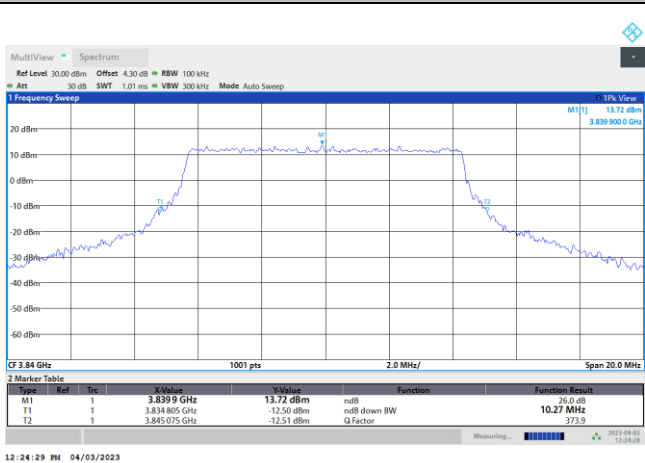 MultiView Spectrum
Ref Level 30.00 dBm Offset 4.30 dB RBW 100 kHz
Att 30 dB SWT 1.01 ms VBW 300 kHz Mode Auto Sweep
1 Frequency Sweep 1Pk View
M1[1] 13.72 dBm
3.839 900 0 GHz
20 dBm
M1
10 dBm
0 dBm
T1 T2
-10 dBm
-20 dBm
-30 dBm
-40 dBm
-50 dBm
-60 dBm
CF 3.84 GHz 1001 pts 2.0 MHz/ Span 20.0 MHz
2 Marker Table
Type Ref Trc X-Value Y-Value Function Function Result
M1 1 3.839 9 GHz 13.72 dBm ndB 26.0 dB
T1 1 3.834 805 GHz -12.50 dBm ndB down BW 10.27 MHz
T2 1 3.845 075 GHz -12.51 dBm Q Factor 373.9
Measuring... 2023-04-03
12:24:28
12:24:29 PM 04/03/2023